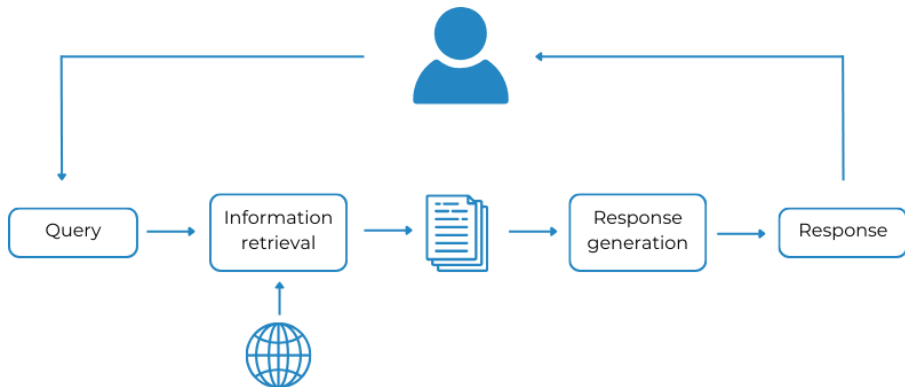 Query
Information
retrieval
Response
generation
Response